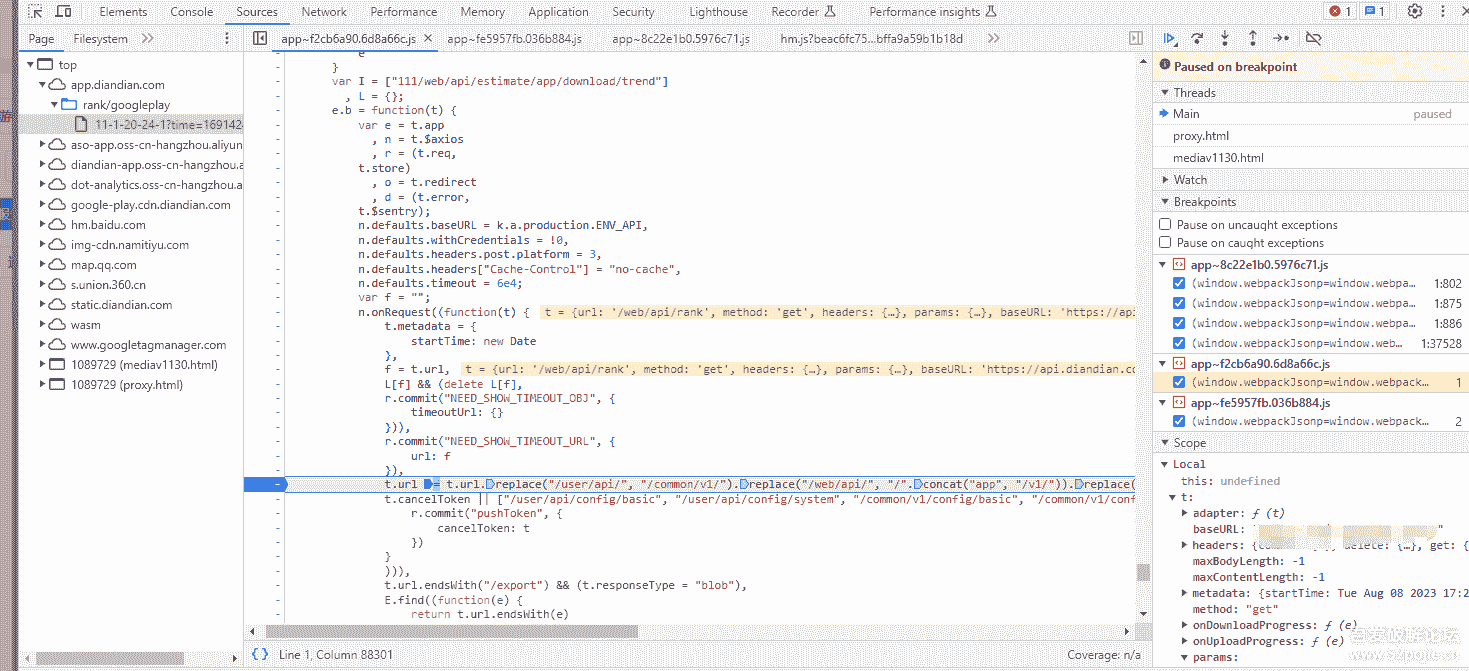 Elements Console Sources Network Performance Memory Application Security Lighthouse Recorder Performance insights 1 1
Page Filesystem
app~f2cb6a90.6d8a66c.js × app~fe5957fb.036b884.js app~8c22e1b0.5976c71.js hm.js?beac6fc75...bffa9a59b1b18d
top
app.diandian.com
rank/googleplay
11-1-20-24-1?time=169142
aso-app.oss-cn-hangzhou.aliyun
diandian-app.oss-cn-hangzhou.a
dot-analytics.oss-cn-hangzhou.a
google-play.cdn.diandian.com
hm.baidu.com
img-cdn.namitiyu.com
map.qq.com
s.union.360.cn
static.diandian.com
wasm
www.googletagmanager.com
1089729 (mediav1130.html)
1089729 (proxy.html)
e
}
var I = ["111/web/api/estimate/app/download/trend"]
, L = {};
e.b = function(t) {
var e = t.app
, n = t.$axios
, r = (t.req,
t.store)
, o = t.redirect
, d = (t.error,
t.$sentry);
n.defaults.baseURL = k.a.production.ENV_API,
n.defaults.withCredentials = !0,
n.defaults.headers.post.platform = 3,
n.defaults.headers["Cache-Control"] = "no-cache",
n.defaults.timeout = 6e4;
var f = "";
n.onRequest((function(t) { t = {url: '/web/api/rank', method: 'get', headers: {…}, params: {…}, baseURL: 'https://api
t.metadata = {
startTime: new Date
},
f = t.url, t = {url: '/web/api/rank', method: 'get', headers: {…}, params: {…}, baseURL: 'https://api.diandian.co
L[f] && (delete L[f],
r.commit("NEED_SHOW_TIMEOUT_OBJ", {
timeoutUrl: {}
})),
r.commit("NEED_SHOW_TIMEOUT_URL", {
url: f
}),
t.url = t.url.replace("/user/api/", "/common/v1/").replace("/web/api/", "/".concat("app", "/v1/")).replace(
t.cancelToken || ["/user/api/config/basic", "/user/api/config/system", "/common/v1/config/basic", "/common/v1/conf
r.commit("pushToken", {
cancelToken: t
})
}
))),
t.url.endsWith("/export") && (t.responseType = "blob"),
E.find((function(e) {
return t.url.endsWith(e)
{} Line 1, Column 88301 Coverage: n/a
Paused on breakpoint
Threads
Main paused
proxy.html
mediav1130.html
Watch
Breakpoints
Pause on uncaught exceptions
Pause on caught exceptions
app~8c22e1b0.5976c71.js
(window.webpackJsonp=window.webpa… 1:802
(window.webpackJsonp=window.webpa… 1:875
(window.webpackJsonp=window.webpa… 1:886
(window.webpackJsonp=window.web… 1:37528
app~f2cb6a90.6d8a66c.js
(window.webpackJsonp=window.webpack… 1
app~fe5957fb.036b884.js
(window.webpackJsonp=window.webpack… 2
Scope
Local
this: undefined
t:
adapter: ƒ (t)
baseURL:
headers: {
delete: {…}, get: {
maxBodyLength: -1
maxContentLength: -1
metadata: {startTime: Tue Aug 08 2023 17:2
method: "get"
onDownloadProgress: ƒ (e)
onUploadProgress: ƒ (e)
params:
吾爱破解论坛
www.52pojie.cn